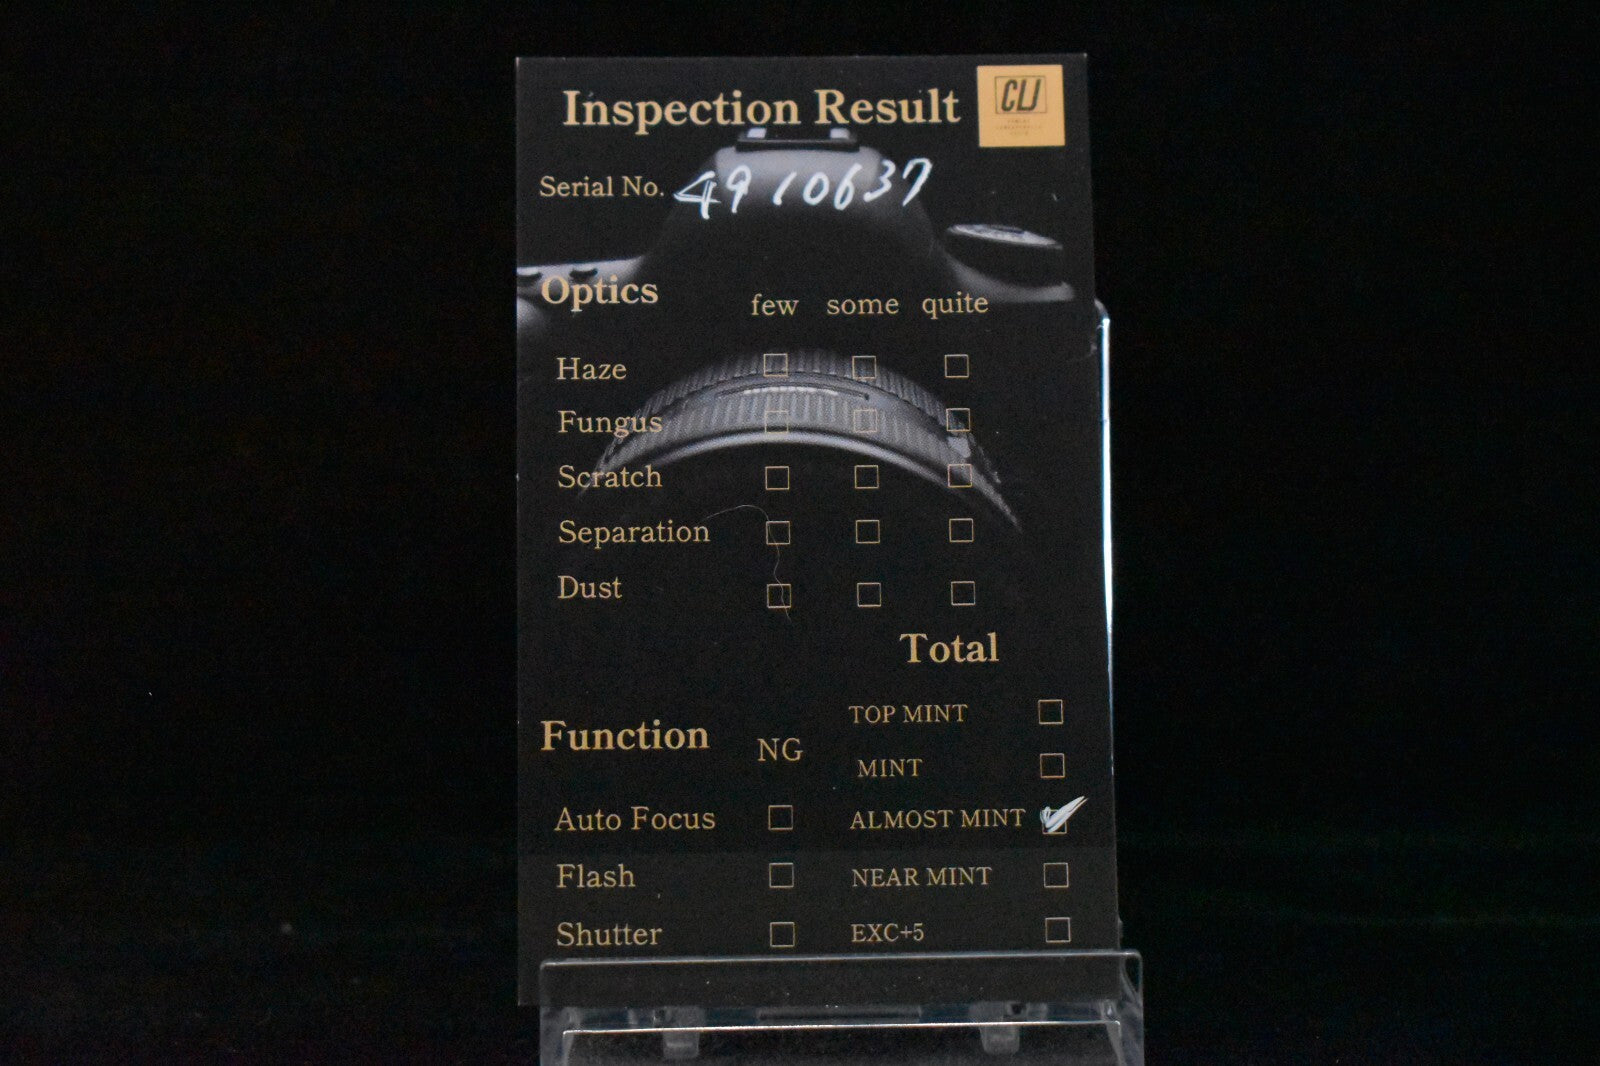 Inspection Result
CLJ
Serial No. 4910637
Optics few some quite
Haze
Fungus
Scratch
Separation
Dust
Total
TOP MINT
Function NG
MINT
Auto Focus ALMOST MINT
Flash NEAR MINT
Shutter EXC+5